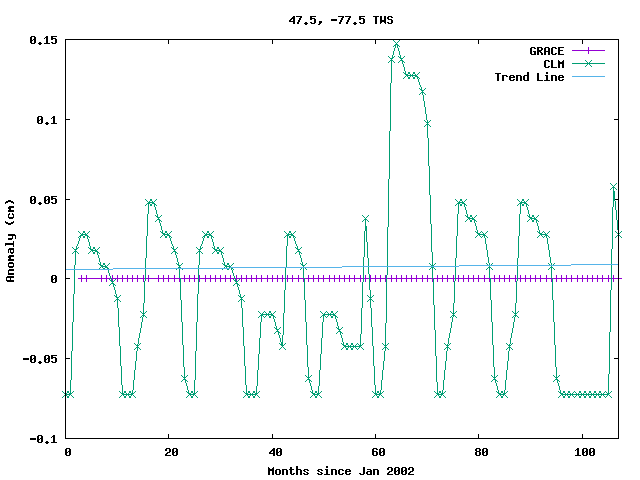 47.5, -77.5 TWS
0.15
0.1
0.05
0
-0.05
-0.1
Anomaly (cm)
GRACE
CLM
Trend Line
0 20 40 60 80 100
Months since Jan 2002